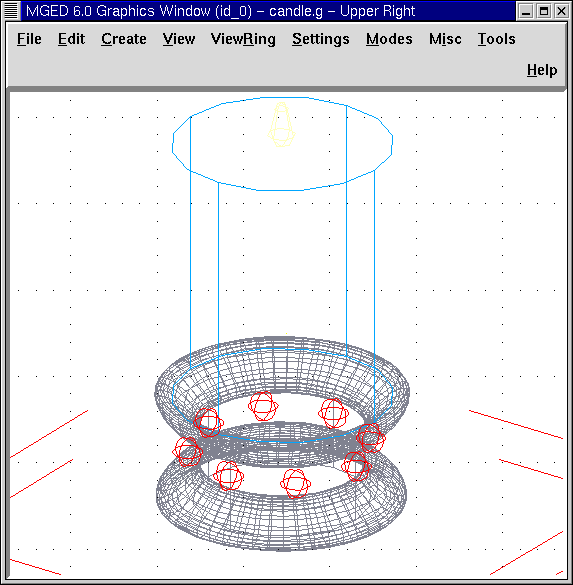 MGED 6.0 Graphics Window (id_0) – candle.g – Upper Right
File Edit Create View ViewRing Settings Modes Misc Tools
Help